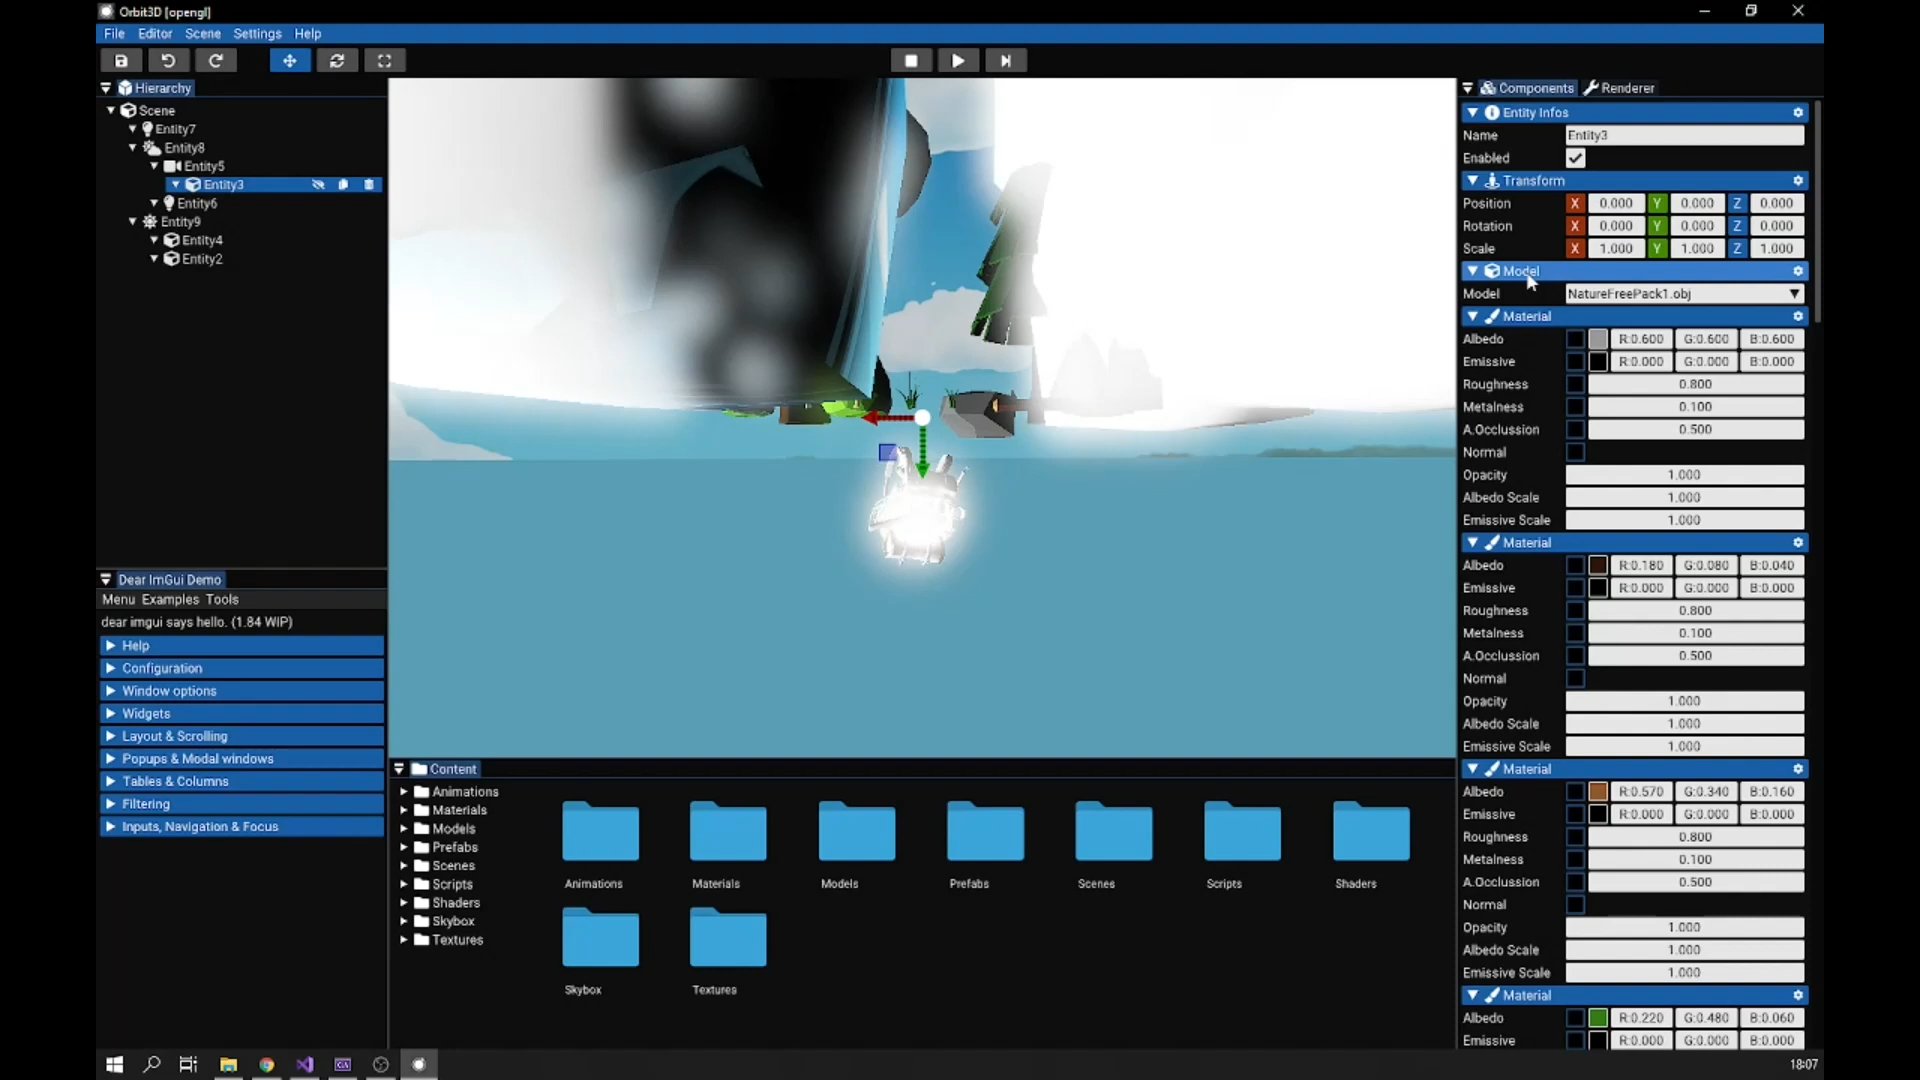 Orbit3D [opengl]
File Editor Scene Settings Help
Hierarchy
Scene
Entity7
Entity8
Entity5
Entity3
Entity6
Entity9
Entity4
Entity2
Dear ImGui Demo
Menu Examples Tools
dear imgui says hello. (1.84 WIP)
Help
Configuration
Window options
Widgets
Layout & Scrolling
Popups & Modal windows
Tables & Columns
Filtering
Inputs, Navigation & Focus
Content
Animations
Materials
Models
Prefabs
Scenes
Scripts
Shaders
Skybox
Textures
Animations Materials Models Prefabs Scenes Scripts Shaders
Skybox Textures
Components Renderer
Entity Infos
Name Entity3
Enabled
Transform
Position X 0.000 Y 0.000 Z 0.000
Rotation X 0.000 Y 0.000 Z 0.000
Scale X 1.000 Y 1.000 Z 1.000
Model
Model NatureFreePack1.obj
Material
Albedo R:0.600 G:0.600 B:0.600
Emissive R:0.000 G:0.000 B:0.000
Roughness 0.800
Metalness 0.100
A.Occlussion 0.500
Normal
Opacity 1.000
Albedo Scale 1.000
Emissive Scale 1.000
Material
Albedo R:0.180 G:0.080 B:0.040
Emissive R:0.000 G:0.000 B:0.000
Roughness 0.800
Metalness 0.100
A.Occlussion 0.500
Normal
Opacity 1.000
Albedo Scale 1.000
Emissive Scale 1.000
Material
Albedo R:0.570 G:0.340 B:0.160
Emissive R:0.000 G:0.000 B:0.000
Roughness 0.800
Metalness 0.100
A.Occlussion 0.500
Normal
Opacity 1.000
Albedo Scale 1.000
Emissive Scale 1.000
Material
Albedo R:0.220 G:0.480 B:0.060
Emissive R:0.000 G:0.000 B:0.000
18:07